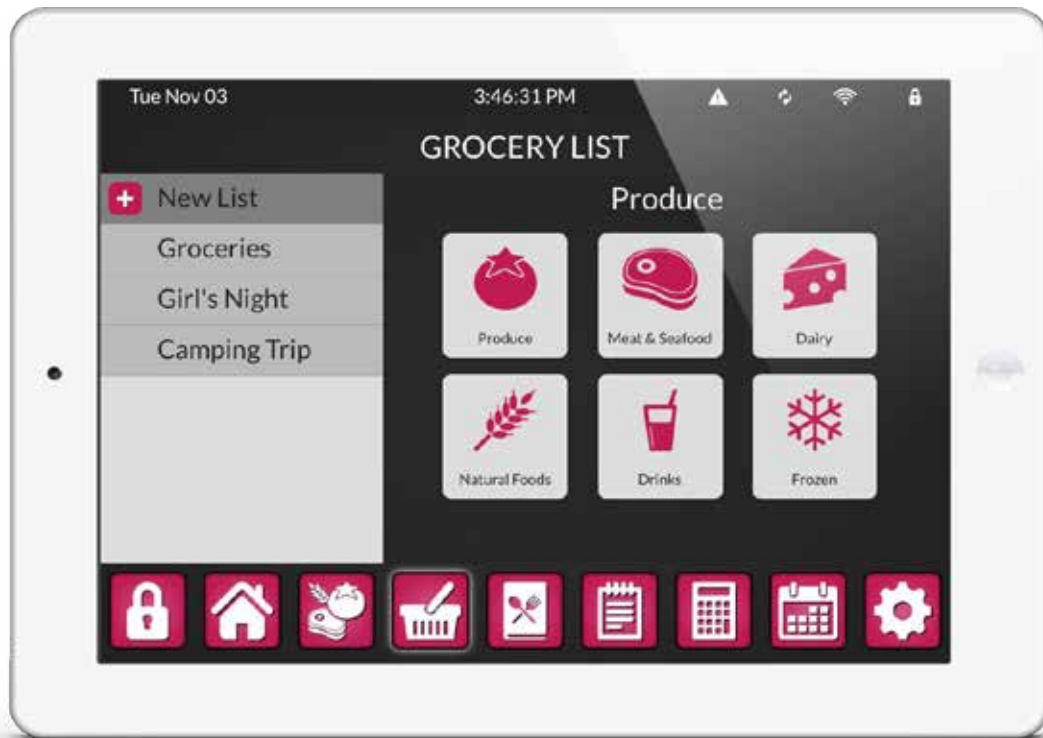 Tue Nov 03 3:46:31 PM
GROCERY LIST
New List
Groceries
Girl's Night
Camping Trip
Produce
Produce Meat & Seafood Dairy
Natural Foods Drinks Frozen